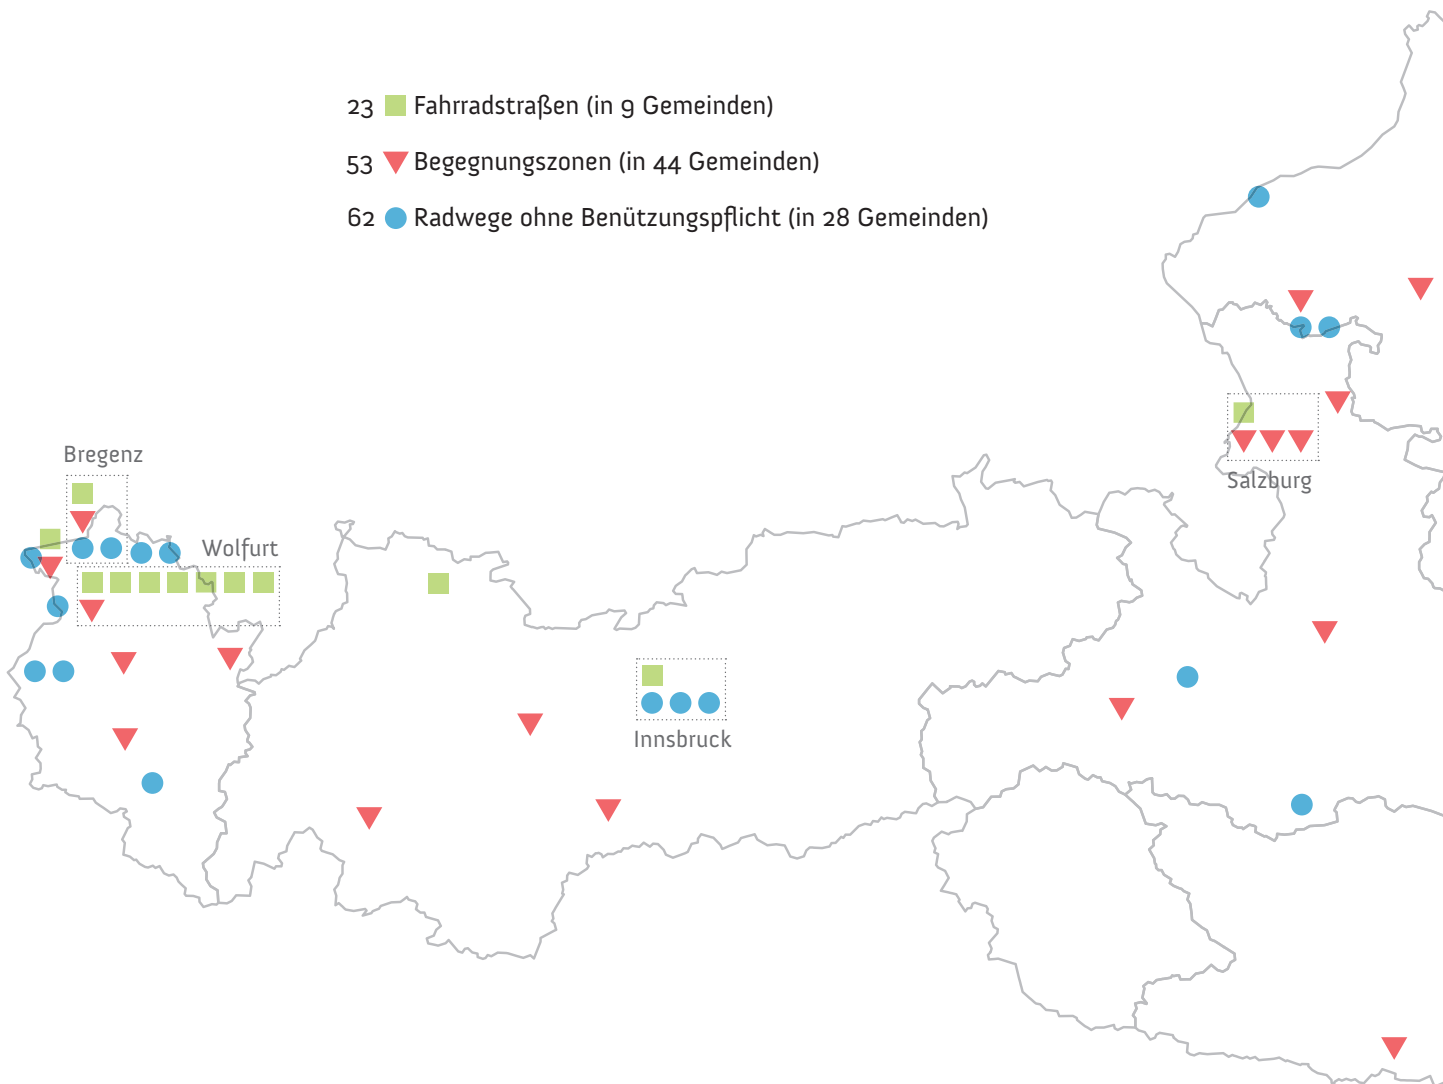 23 Fahrradstraßen (in 9 Gemeinden)
53 Begegnungszonen (in 44 Gemeinden)
62 Radwege ohne Benützungspflicht (in 28 Gemeinden)
Bregenz
Wolfurt
Salzburg
Innsbruck